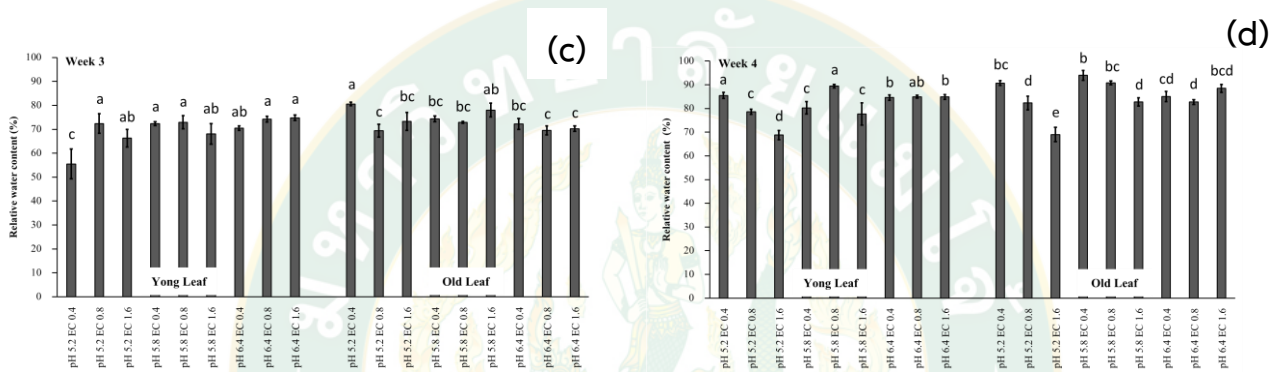 (c)
Week 3
Relative water content (%)
100
90
80
70
60
50
40
30
20
10
0
c
a
ab
a
a
ab
ab
a
a
a
c
bc
bc
bc
ab
bc
c
c
Yong Leaf
Old Leaf
pH 5.2 EC 0.4
pH 5.2 EC 0.8
pH 5.2 EC 1.6
pH 5.8 EC 0.4
pH 5.8 EC 0.8
pH 5.8 EC 1.6
pH 6.4 EC 0.4
pH 6.4 EC 0.8
pH 6.4 EC 1.6
pH 5.2 EC 0.4
pH 5.2 EC 0.8
pH 5.2 EC 1.6
pH 5.8 EC 0.4
pH 5.8 EC 0.8
pH 5.8 EC 1.6
pH 6.4 EC 0.4
pH 6.4 EC 0.8
pH 6.4 EC 1.6
(d)
Week 4
Relative water content (%)
100
90
80
70
60
50
40
30
20
10
0
a
c
d
c
a
c
b
ab
b
bc
d
e
b
bc
d
cd
d
bcd
Yong Leaf
Old Leaf
pH 5.2 EC 0.4
pH 5.2 EC 0.8
pH 5.2 EC 1.6
pH 5.8 EC 0.4
pH 5.8 EC 0.8
pH 5.8 EC 1.6
pH 6.4 EC 0.4
pH 6.4 EC 0.8
pH 6.4 EC 1.6
pH 5.2 EC 0.4
pH 5.2 EC 0.8
pH 5.2 EC 1.6
pH 5.8 EC 0.4
pH 5.8 EC 0.8
pH 5.8 EC 1.6
pH 6.4 EC 0.4
pH 6.4 EC 0.8
pH 6.4 EC 1.6